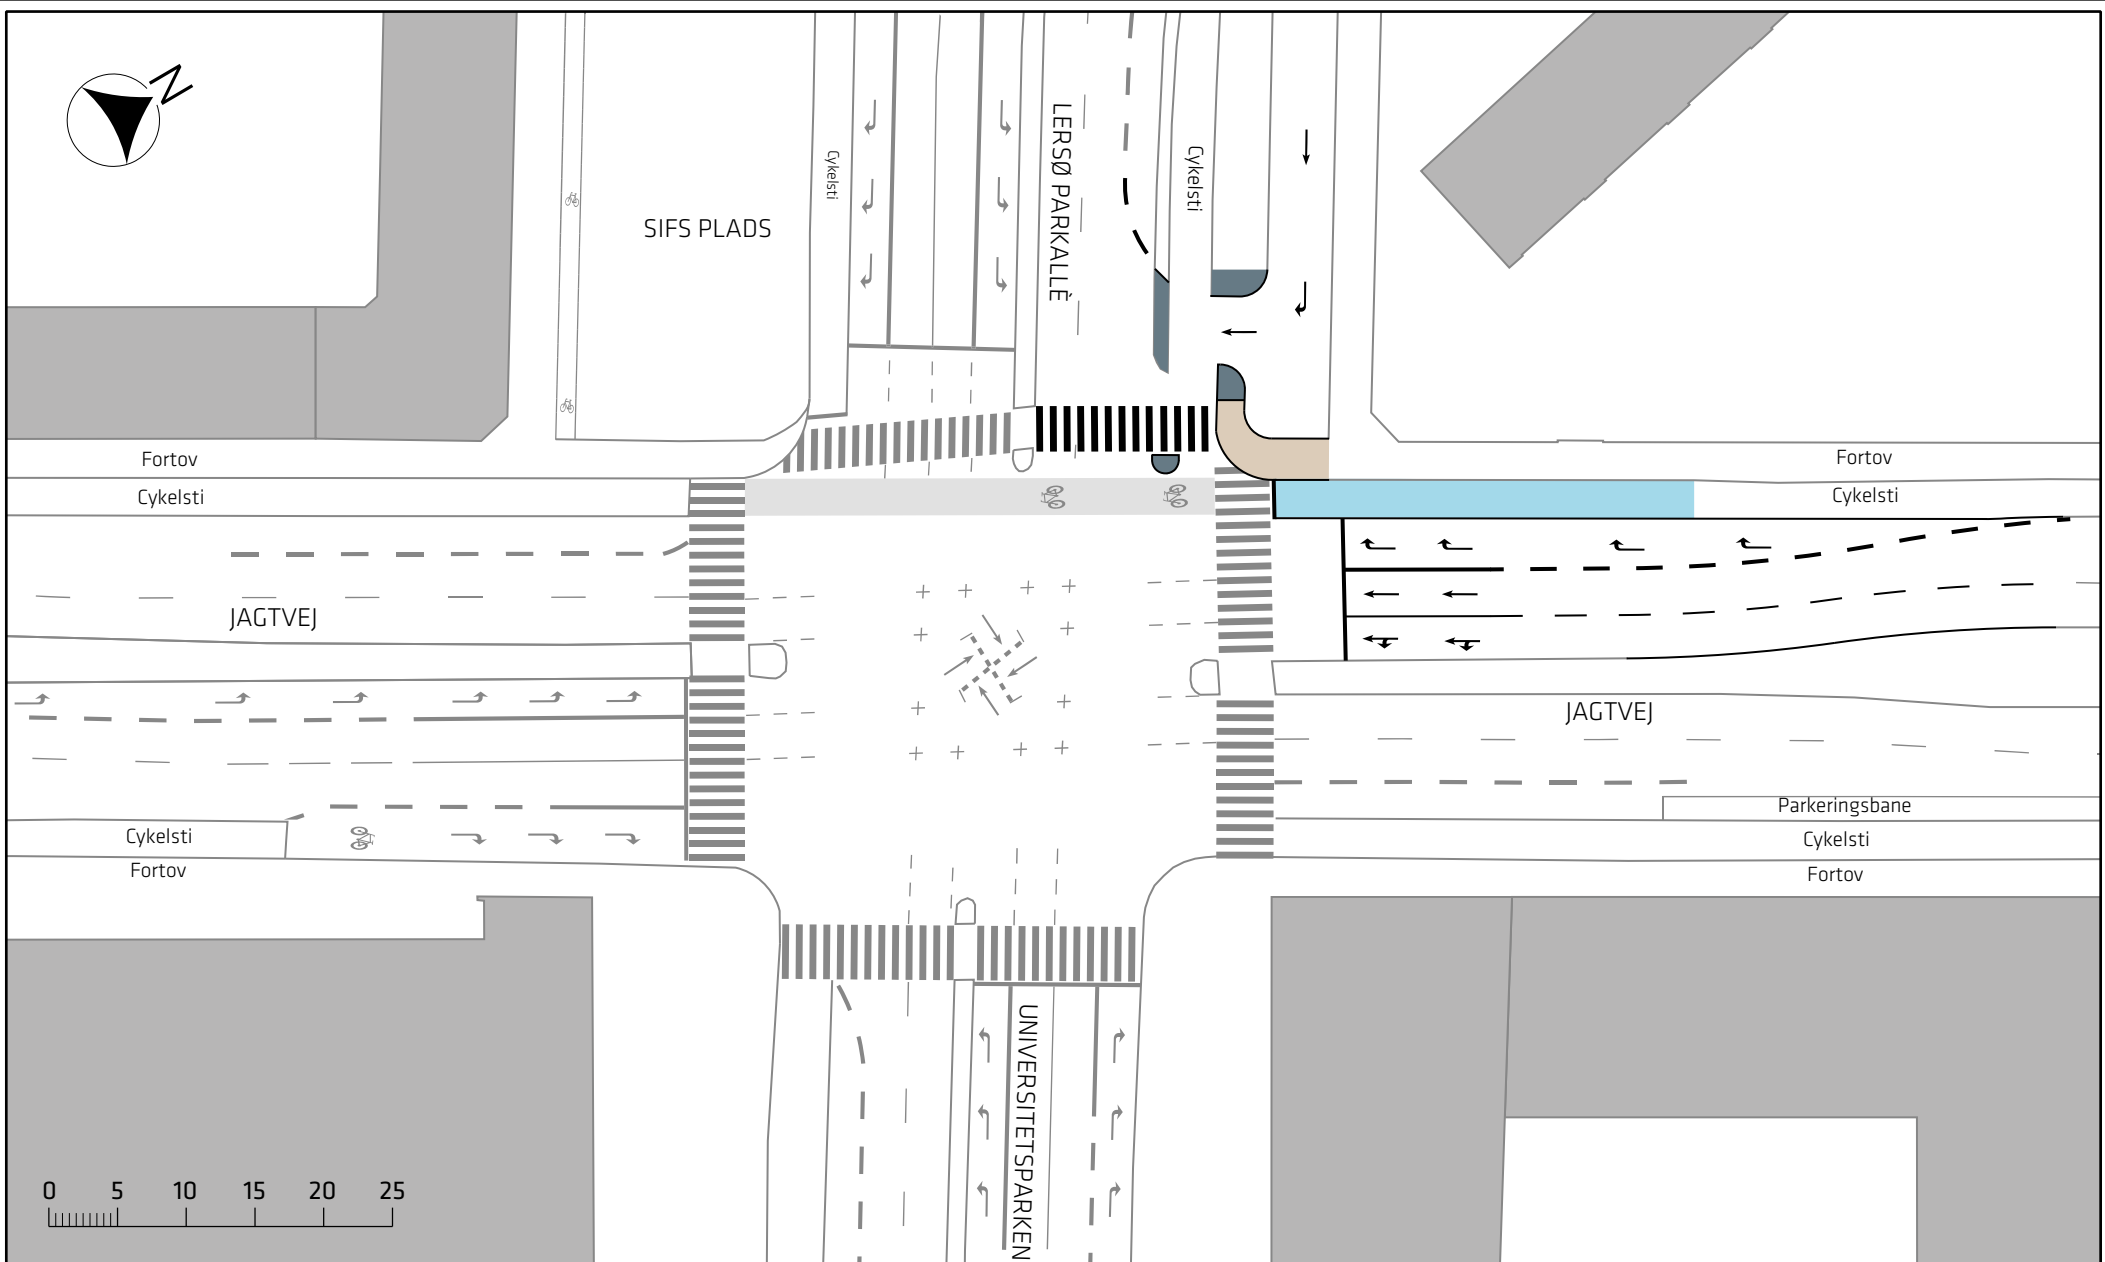 N
Cykelsti
LERSØ PARKALLÈ
Cykelsti
SIFS PLADS
Fortov
Cykelsti
Fortov
Cykelsti
JAGTVEJ
JAGTVEJ
Parkeringsbane
Cykelsti
Fortov
Cykelsti
Fortov
UNIVERSITETSPARKEN
0 5 10 15 20 25